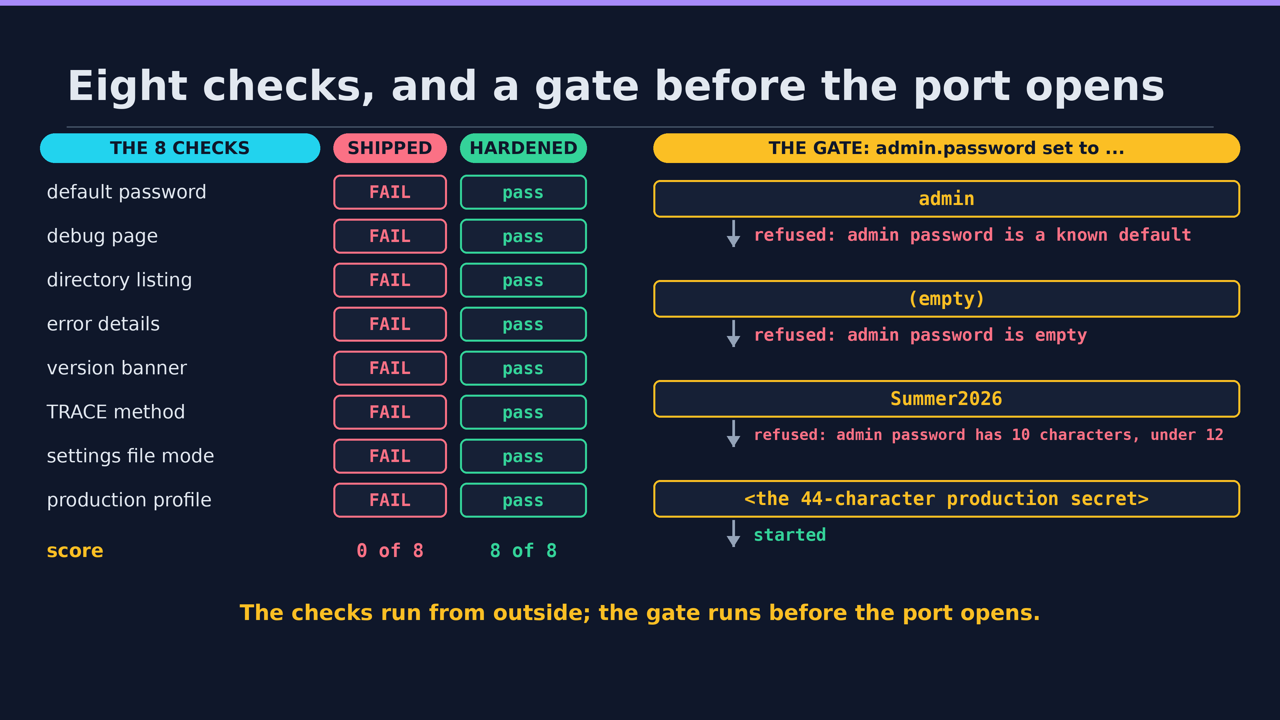 Eight checks, and a gate before the port opens
THE 8 CHECKS SHIPPED HARDENED
default password FAIL pass
debug page FAIL pass
directory listing FAIL pass
error details FAIL pass
version banner FAIL pass
TRACE method FAIL pass
settings file mode FAIL pass
production profile FAIL pass
score 0 of 8 8 of 8
THE GATE: admin.password set to ...
admin
refused: admin password is a known default
(empty)
refused: admin password is empty
Summer2026
refused: admin password has 10 characters, under 12
<the 44-character production secret>
started
The checks run from outside; the gate runs before the port opens.